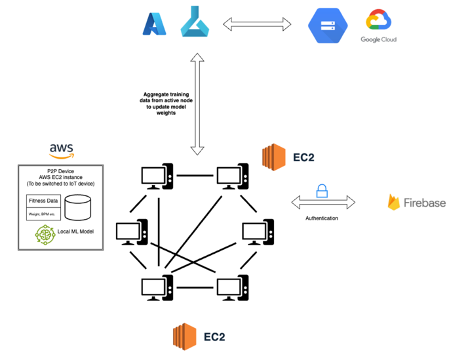 Google Cloud
Aggregate training
data from active node
to update model
weights
aws
P2P Device
AWS EC2 instance
(To be switched to IoT device)
Fitness Data
Weight, BPM etc.
Local ML Model
EC2
Authentication
Firebase
EC2